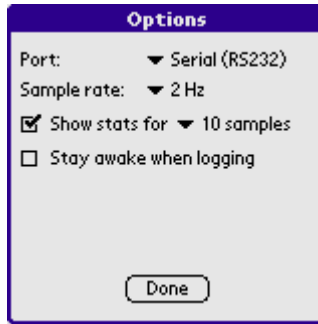 Options
Port: Serial (RS232)
Sample rate: 2 Hz
Show stats for 10 samples
Stay awake when logging
Done